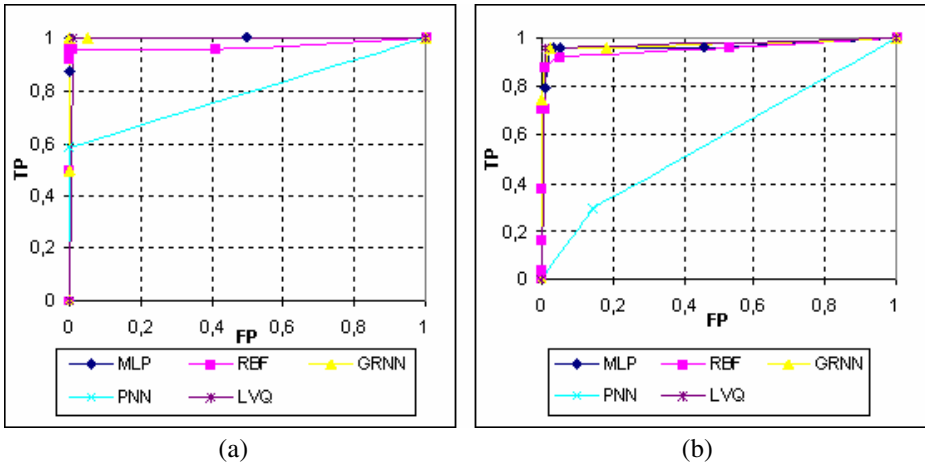 1
0,8
0,6
0,4
0,2
0
TP
0 0,2 0,4 0,6 0,8 1
FP
MLP RBF GRNN
PNN LVQ
(a)
1
0,8
0,6
0,4
0,2
0
TP
0 0,2 0,4 0,6 0,8 1
FP
MLP RBF GRNN
PNN LVQ
(b)